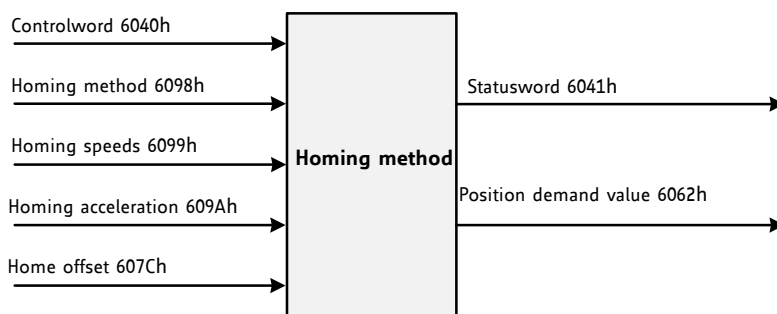 Controlword 6040h
Homing method 6098h
Homing speeds 6099h
Homing acceleration 609Ah
Home offset 607Ch
Homing method
Statusword 6041h
Position demand value 6062h